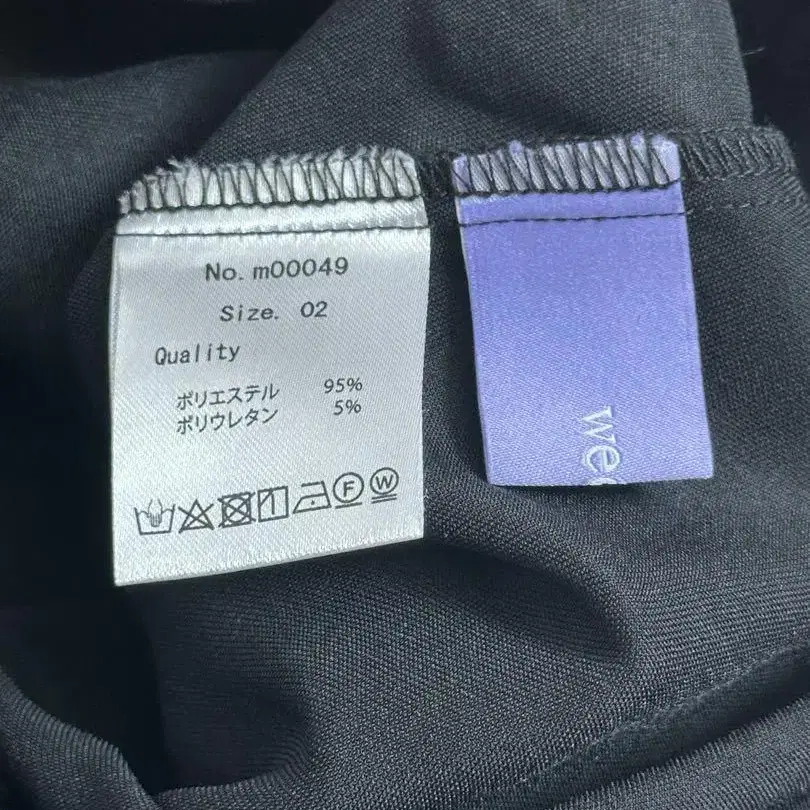 No. m00049
Size. 02
Quality
ポリエステル 95%
ポリウレタン 5%
F
W